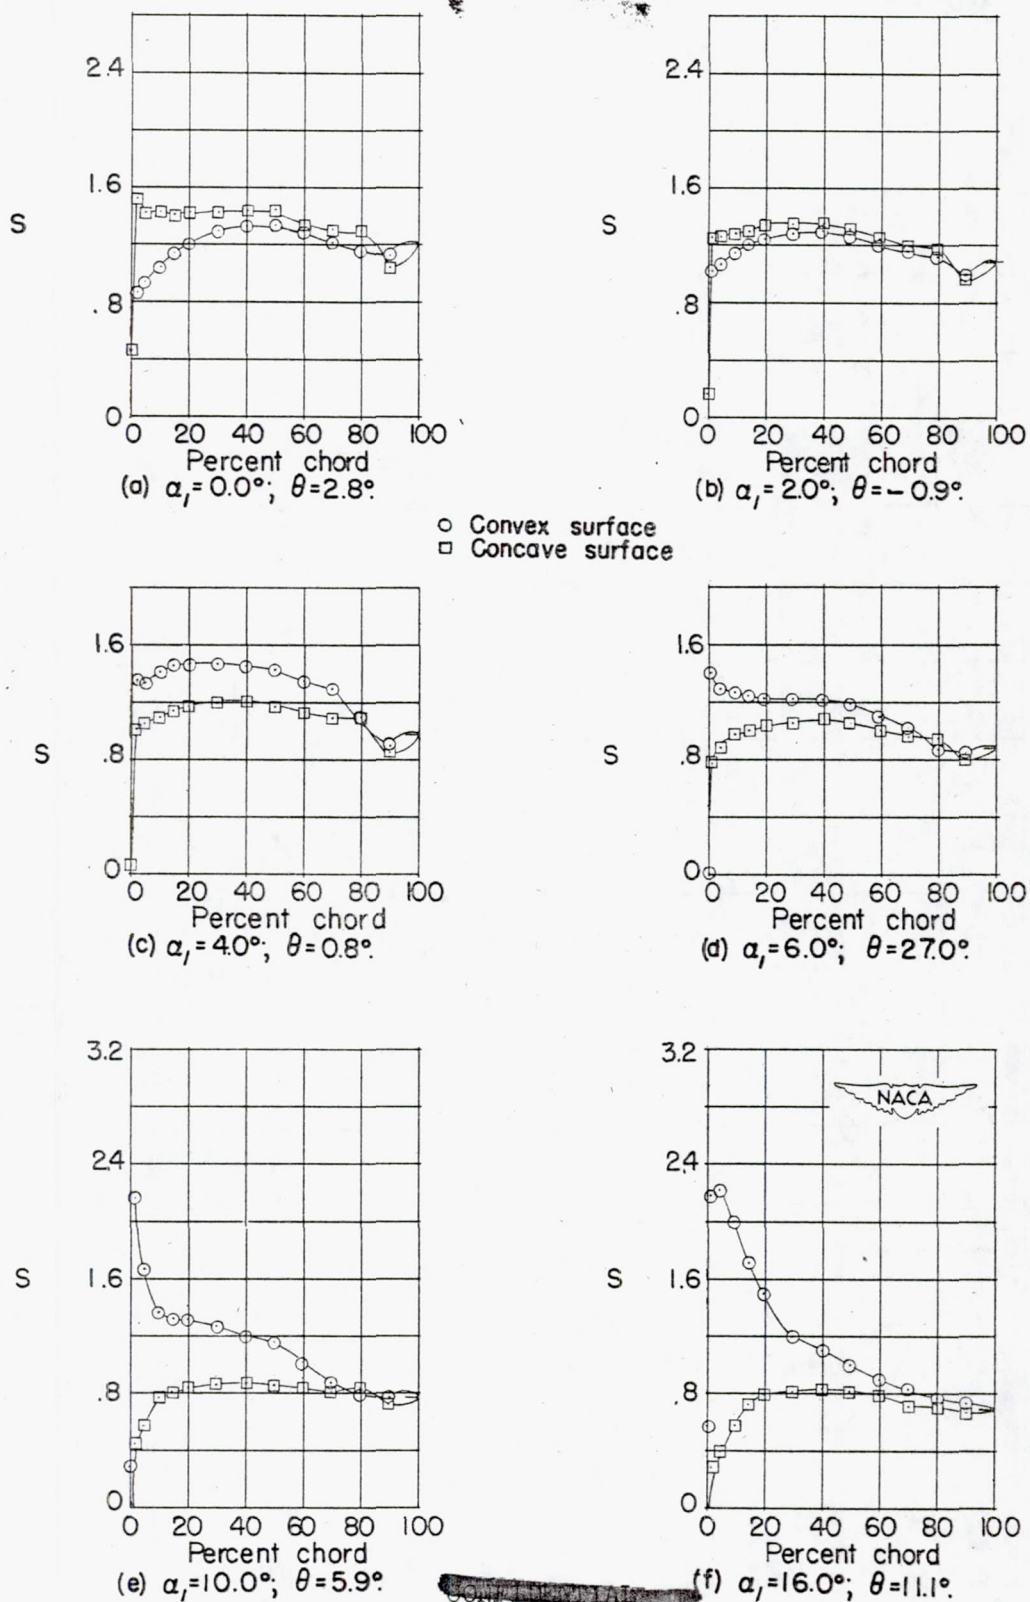 2.4
1.6
S
.8
0
0 20 40 60 80 100
Percent chord
(a) α₁=0.0°; θ=2.8°.
2.4
1.6
S
.8
0
0 20 40 60 80 100
Percent chord
(b) α₁=2.0°; θ=-0.9°.
Convex surface
Concave surface
1.6
S
.8
0
0 20 40 60 80 100
Percent chord
(c) α₁=4.0°; θ=0.8°.
1.6
S
.8
0
0 20 40 60 80 100
Percent chord
(d) α₁=6.0°; θ=27.0°.
3.2
2.4
S
1.6
.8
0
0 20 40 60 80 100
Percent chord
(e) α₁=10.0°; θ=5.9°.
3.2
NACA
2.4
S
1.6
.8
0
0 20 40 60 80 100
Percent chord
(f) α₁=16.0°; θ=11.1°.